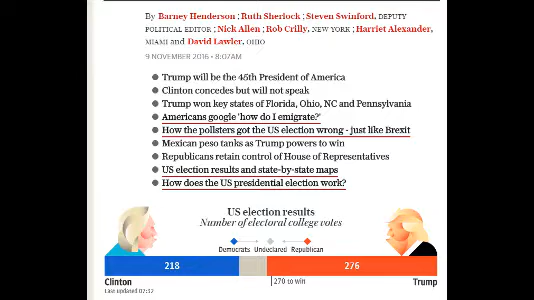 By Barney Henderson ; Ruth Sherlock ; Steven Swinford, DEPUTY
POLITICAL EDITOR ; Nick Allen ; Rob Crilly, NEW YORK ; Harriet Alexander,
MIAMI and David Lawler, OHIO
9 NOVEMBER 2016 • 8:07AM
Trump will be the 45th President of America
Clinton concedes but will not speak
Trump won key states of Florida, Ohio, NC and Pennsylvania
Americans google 'how do I emigrate?'
How the pollsters got the US election wrong - just like Brexit
Mexican peso tanks as Trump powers to win
Republicans retain control of House of Representatives
US election results and state-by-state maps
How does the US presidential election work?
US election results
Number of electoral college votes
Democrats Undeclared Republican
218 276
Clinton 270 to win Trump
Last updated 07:37